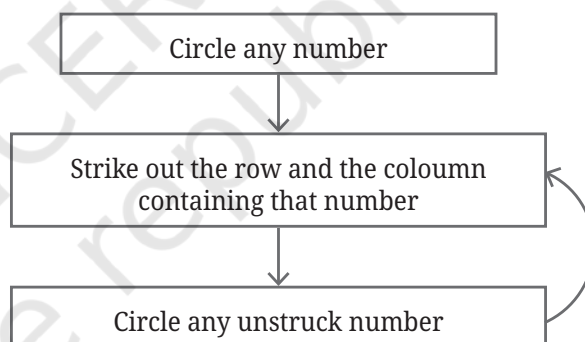 Circle any number
Strike out the row and the coloumn
containing that number
Circle any unstruck number